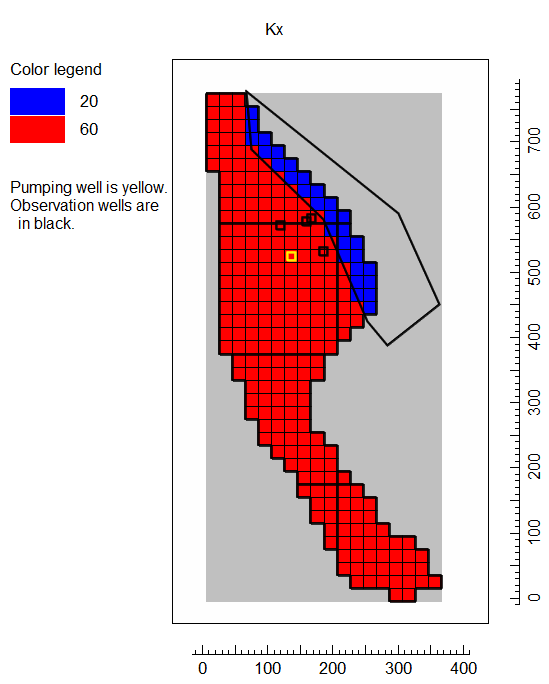 Kx
Color legend
20
60
Pumping well is yellow.
Observation wells are
in black.
700
600
500
400
300
200
100
0
0 100 200 300 400